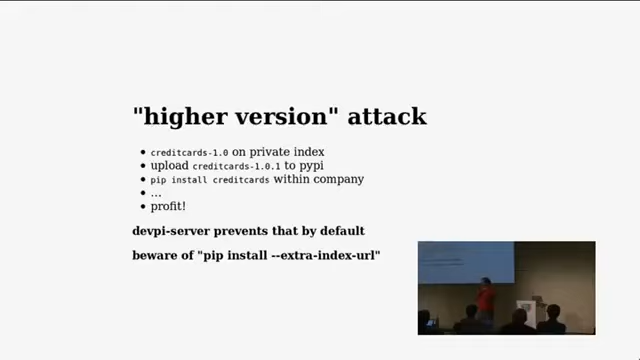 "higher version" attack
• creditcards-1.0 on private index
• upload creditcards-1.0.1 to pypi
• pip install creditcards within company
• ...
• profit!
devpi-server prevents that by default
beware of "pip install --extra-index-url"